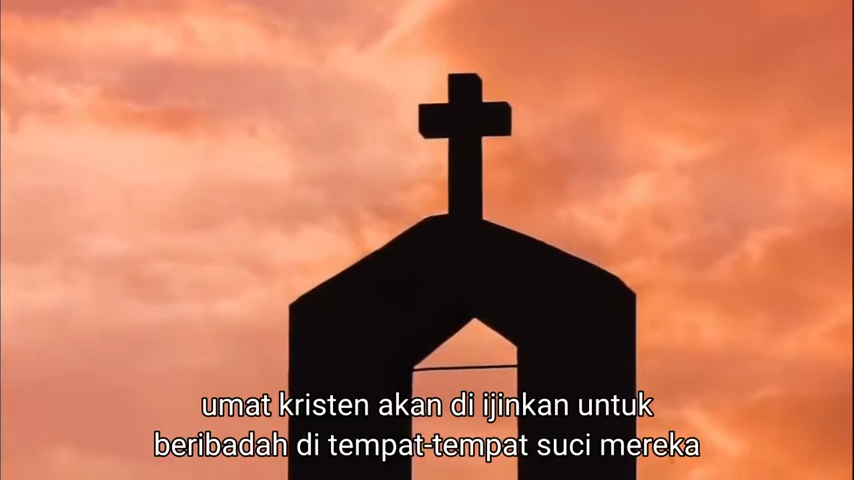 umat kristen akan di ijinkan untuk
beribadah di tempat-tempat suci mereka